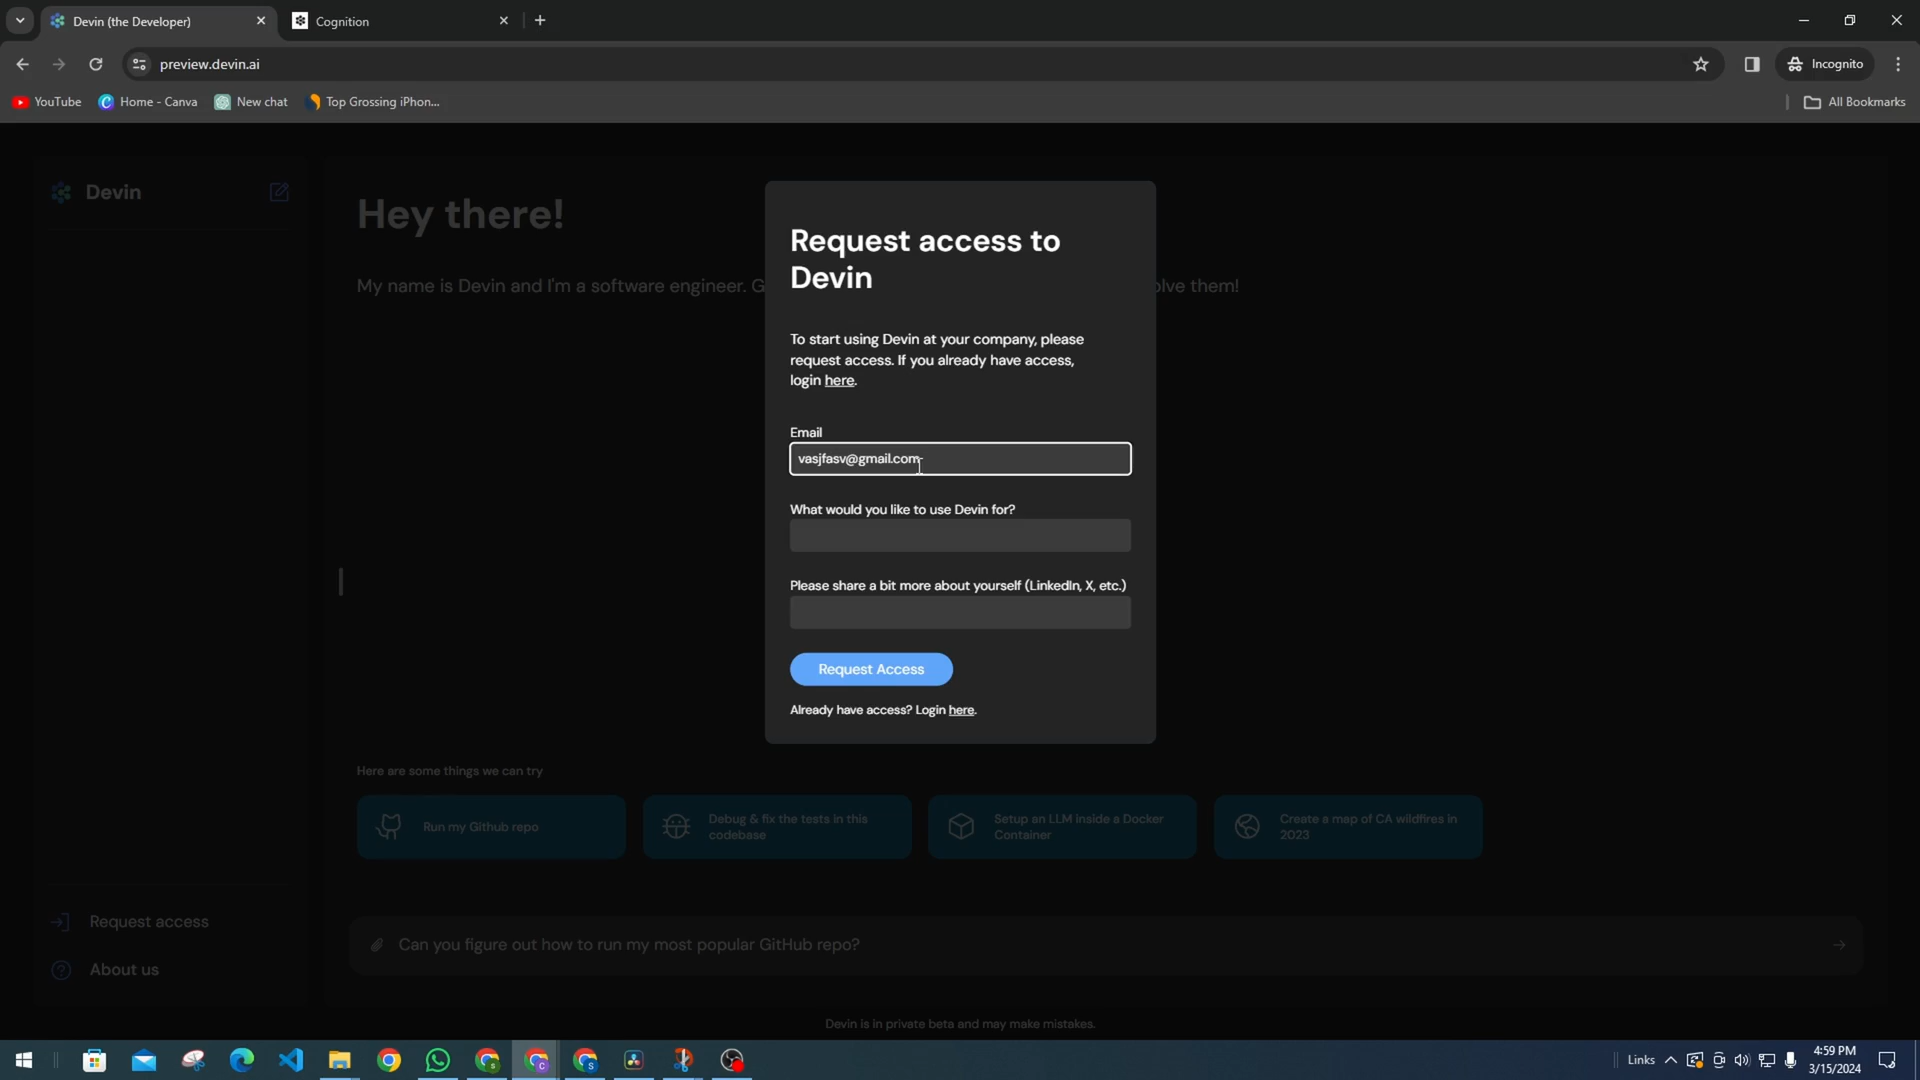 Devin (the Developer)
Cognition
preview.devin.ai
Incognito
YouTube
Home - Canva
New chat
Top Grossing iPhon...
All Bookmarks
Devin
Hey there!
My name is Devin and I'm a software engineer. G
olve them!
Request access to
Devin
To start using Devin at your company, please
request access. If you already have access,
login here.
Email
vasjfasv@gmail.com
What would you like to use Devin for?
Please share a bit more about yourself (LinkedIn, X, etc.)
Request Access
Already have access? Login here.
Here are some things we can try
Run my Github repo
Debug & fix the tests in this
codebase
Setup an LLM inside a Docker
Container
Create a map of CA wildfires in
2023
Request access
About us
Can you figure out how to run my most popular GitHub repo?
Devin is in private beta and may make mistakes.
Links
4:59 PM
3/15/2024